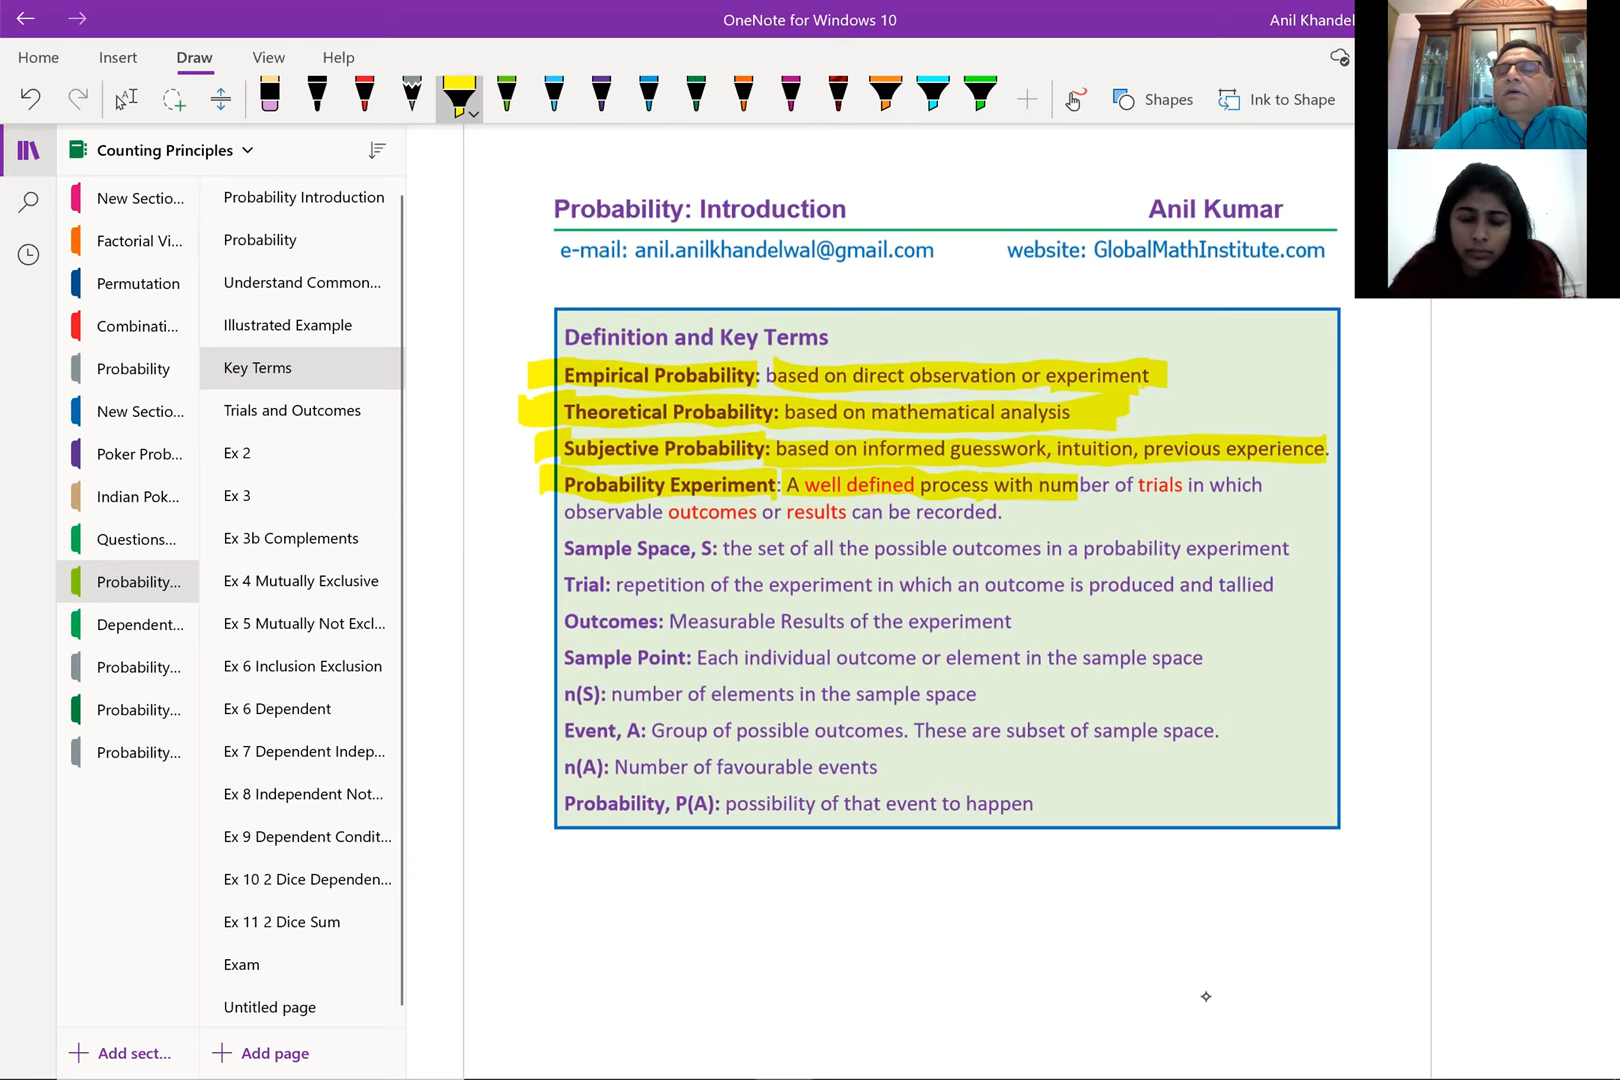 OneNote for Windows 10
Anil Khandel
Home
Insert
Draw
View
Help
Shapes
Ink to Shape
Counting Principles
New Sectio...
Factorial Vi...
Permutation
Combinati...
Probability
New Sectio...
Poker Prob...
Indian Pok...
Questions...
Probability...
Dependent...
Probability...
Probability...
Probability...
Add sect...
Probability Introduction
Probability
Understand Common...
Illustrated Example
Key Terms
Trials and Outcomes
Ex 2
Ex 3
Ex 3b Complements
Ex 4 Mutually Exclusive
Ex 5 Mutually Not Excl...
Ex 6 Inclusion Exclusion
Ex 6 Dependent
Ex 7 Dependent Indep...
Ex 8 Independent Not...
Ex 9 Dependent Condit...
Ex 10 2 Dice Dependen...
Ex 11 2 Dice Sum
Exam
Untitled page
Add page
Probability: Introduction Anil Kumar
e-mail: anil.anilkhandelwal@gmail.com website: GlobalMathInstitute.com
Definition and Key Terms
Empirical Probability: based on direct observation or experiment
Theoretical Probability: based on mathematical analysis
Subjective Probability: based on informed guesswork, intuition, previous experience.
Probability Experiment: A well defined process with number of trials in which
observable outcomes or results can be recorded.
Sample Space, S: the set of all the possible outcomes in a probability experiment
Trial: repetition of the experiment in which an outcome is produced and tallied
Outcomes: Measurable Results of the experiment
Sample Point: Each individual outcome or element in the sample space
n(S): number of elements in the sample space
Event, A: Group of possible outcomes. These are subset of sample space.
n(A): Number of favourable events
Probability, P(A): possibility of that event to happen